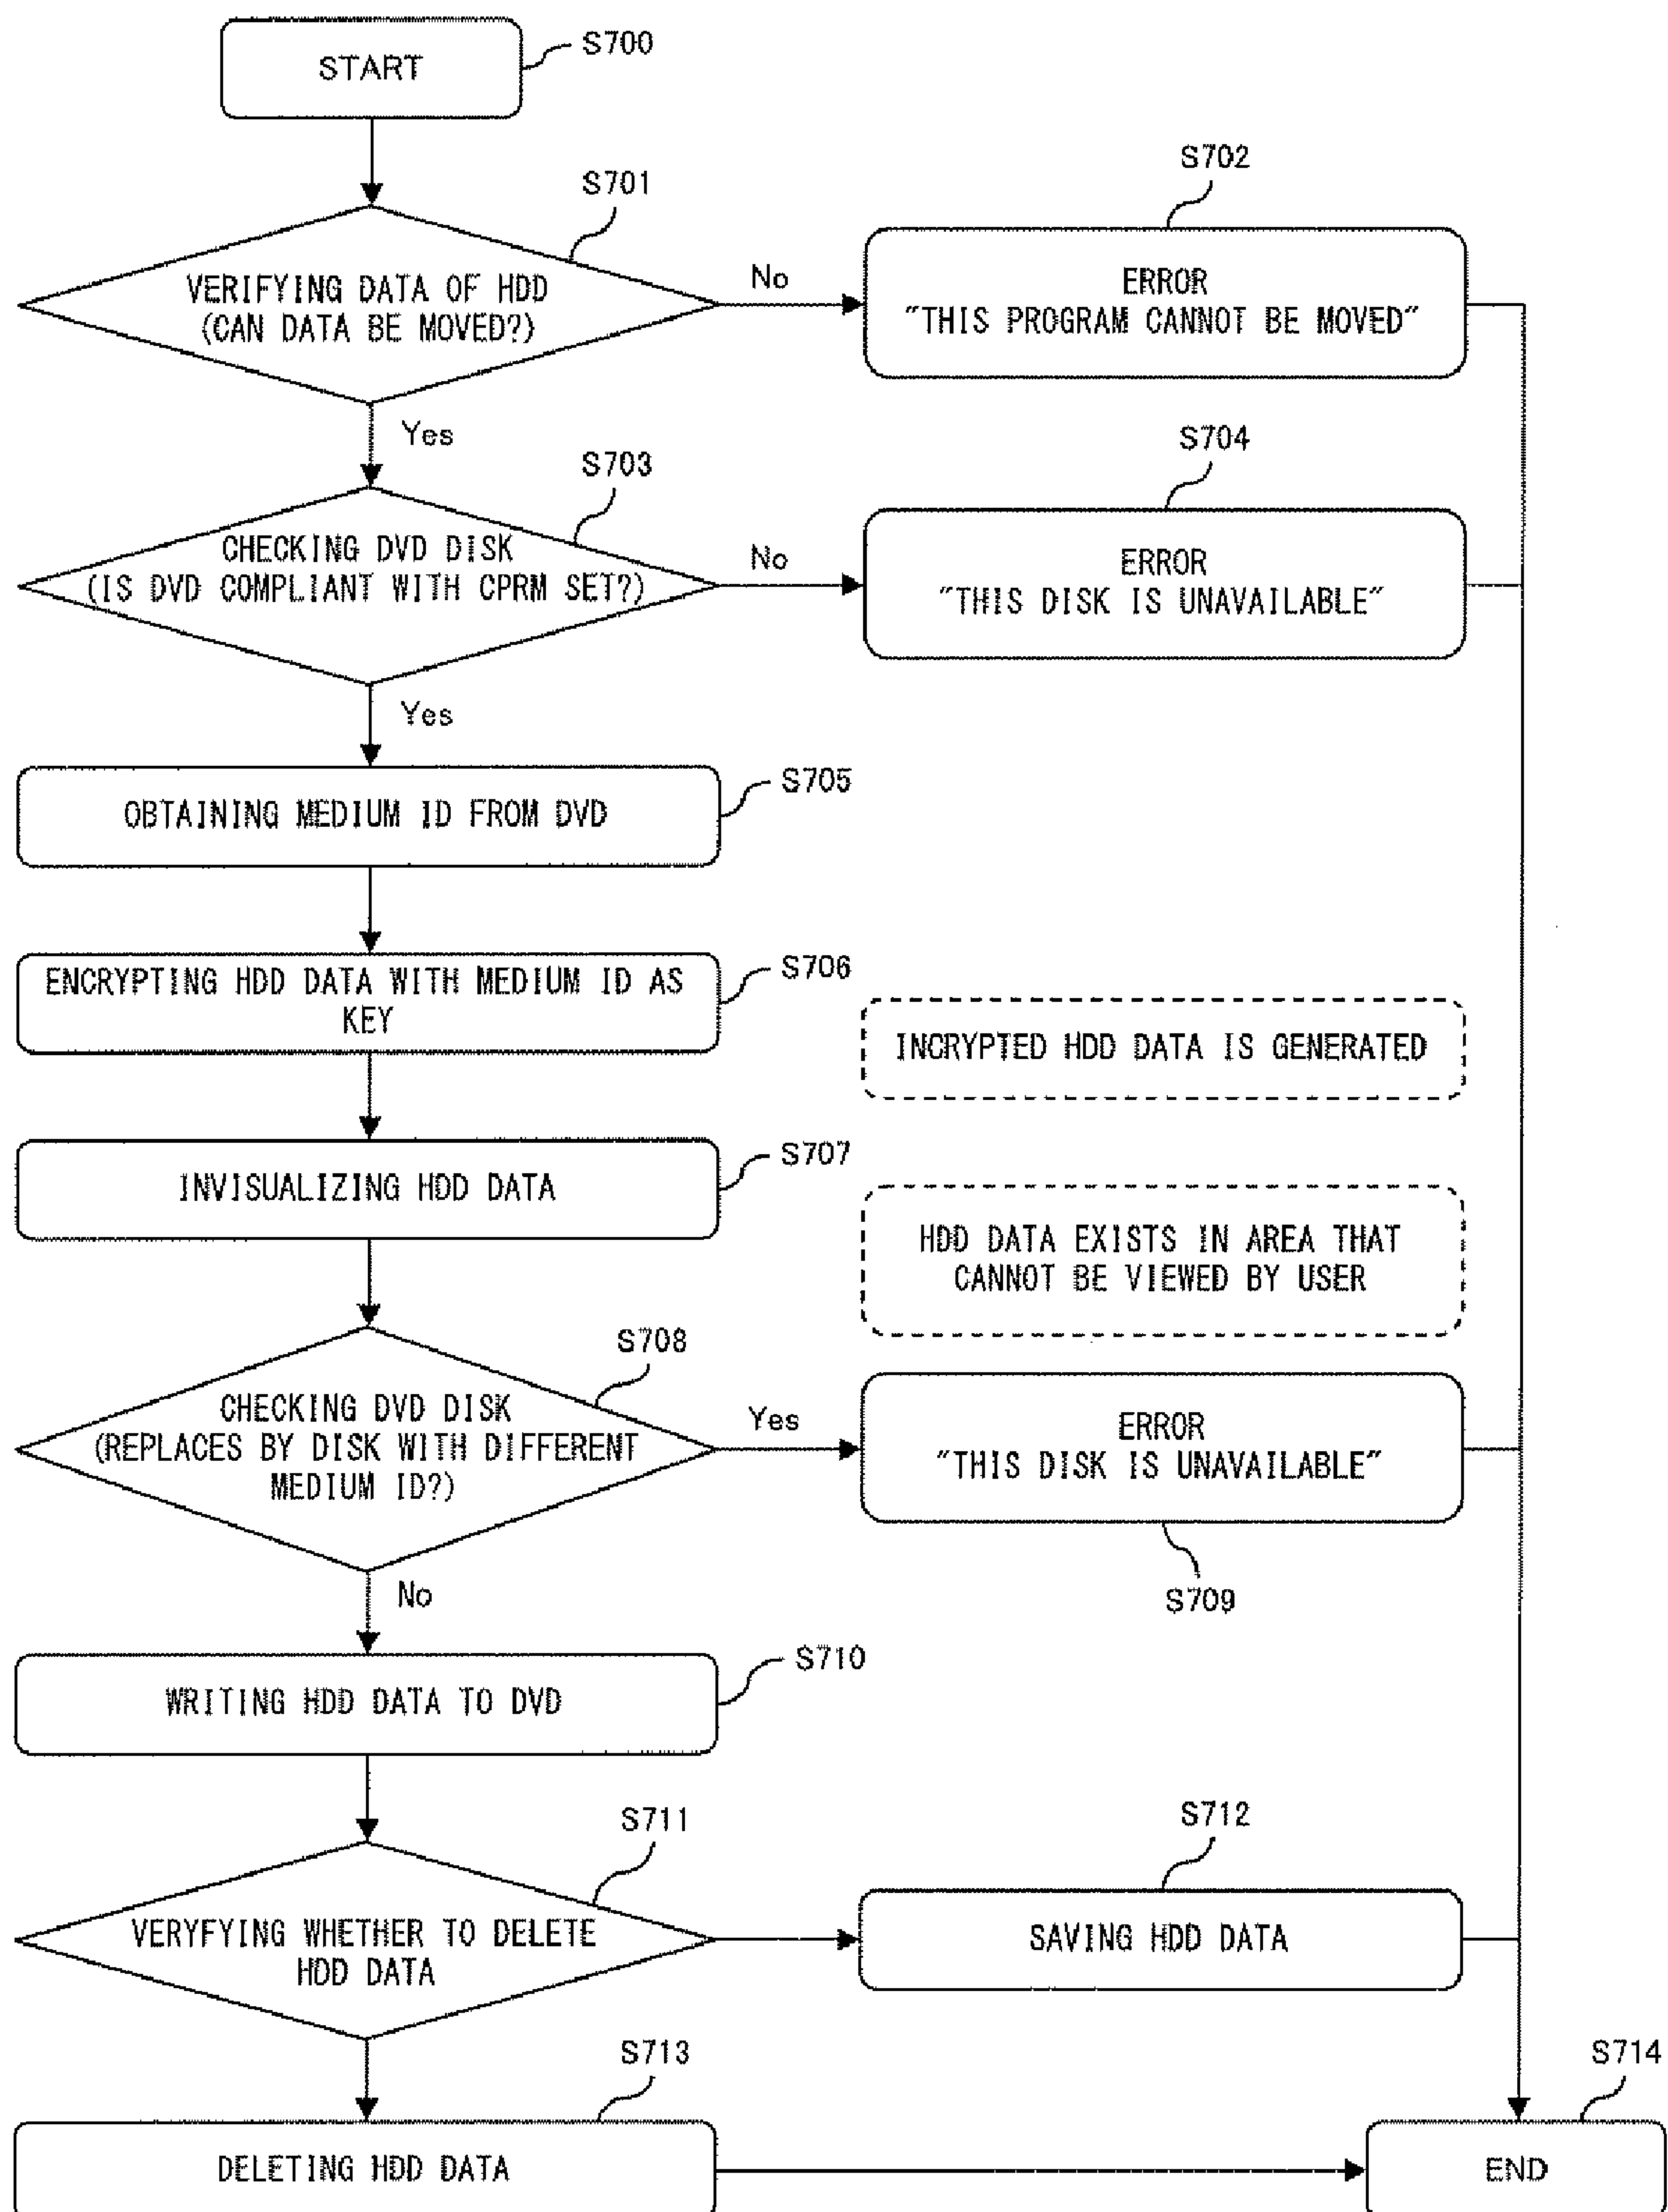 START
S700
S701
VERIFYING DATA OF HDD
(CAN DATA BE MOVED?)
No
S702
ERROR
"THIS PROGRAM CANNOT BE MOVED"
Yes
S703
CHECKING DVD DISK
(IS DVD COMPLIANT WITH CPRM SET?)
No
S704
ERROR
"THIS DISK IS UNAVAILABLE"
Yes
OBTAINING MEDIUM ID FROM DVD
S705
ENCRYPTING HDD DATA WITH MEDIUM ID AS
KEY
S706
INCRYPTED HDD DATA IS GENERATED
INVISUALIZING HDD DATA
S707
HDD DATA EXISTS IN AREA THAT
CANNOT BE VIEWED BY USER
S708
CHECKING DVD DISK
(REPLACES BY DISK WITH DIFFERENT
MEDIUM ID?)
Yes
ERROR
"THIS DISK IS UNAVAILABLE"
S709
No
WRITING HDD DATA TO DVD
S710
S711
VERYFYING WHETHER TO DELETE
HDD DATA
S712
SAVING HDD DATA
S713
DELETING HDD DATA
S714
END